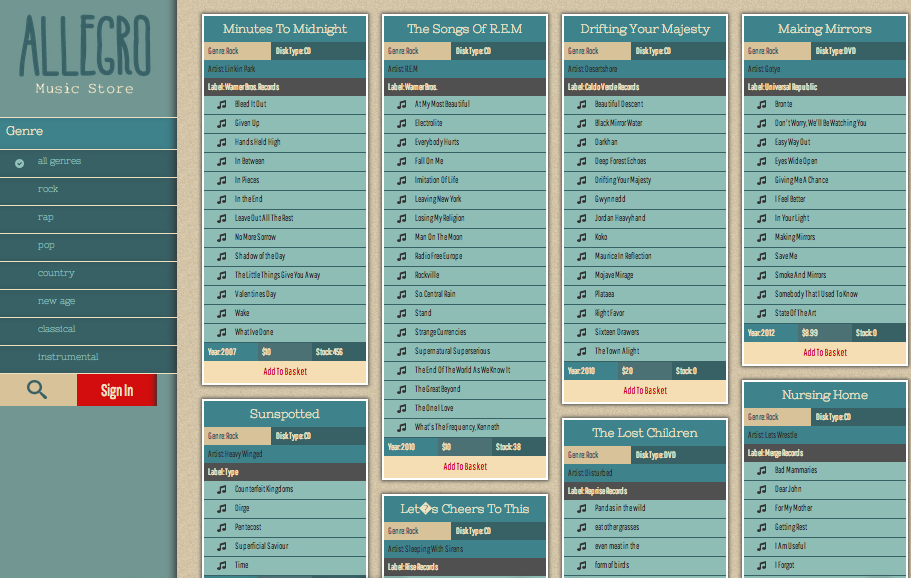 ALLEGRO
Music Store
Genre
all genres
rock
rap
pop
country
new age
classical
instrumental
Sign In
Minutes To Midnight
Genre:Rock
DiskType:CD
Artist:Linkin Park
Label:Warner Bros. Records
Bleed It Out
Given Up
Hands Held High
In Between
In Pieces
In the End
Leave Out All The Rest
No More Sorrow
Shadow of the Day
The Little Things Give You Away
Valentines Day
Wake
What Ive Done
Year:2007
$10
Stock:456
Add To Basket
Sunspotted
Genre:Rock
DiskType:CD
Artist:Heavy Winged
Label:Type
Counterfeit Kingdoms
Dirge
Pentecost
Superficial Saviour
Time
The Songs Of R.E.M
Genre:Rock
DiskType:CD
Artist:R.E.M
Label:Warner Bros.
At My Most Beautiful
Electrolite
Everybody Hurts
Fall On Me
Imitation Of Life
Leaving New York
Losing My Religion
Man On The Moon
Radio Free Europe
Rockville
So. Central Rain
Stand
Strange Currencies
Supernatural Superserious
The End Of The World As We Know It
The Great Beyond
The One I Love
What's The Frequency, Kenneth
Year:2010
$10
Stock:38
Add To Basket
Let�s Cheers To This
Genre:Rock
DiskType:CD
Artist:Sleeping With Sirens
Label:Rise Records
Drifting Your Majesty
Genre:Rock
DiskType:CD
Artist:Desertshore
Label:Caldo Verde Records
Beautiful Descent
Black Mirror Water
Darkhan
Deep Forest Echoes
Drifting Your Majesty
Gwynnedd
Jordan Heavyhand
Koko
Maurice In Reflection
Mojave Mirage
Plataea
Right Favor
Sixteen Drawers
The Town Alight
Year:2010
$20
Stock:0
Add To Basket
The Lost Children
Genre:Rock
DiskType:DVD
Artist:Disturbed
Label:Reprise Records
Pandas in the wild
eat other grasses
even meat in the
form of birds
Making Mirrors
Genre:Rock
DiskType:DVD
Artist:Gotye
Label:Universal Republic
Bronte
Don't Worry, We'll Be Watching You
Easy Way Out
Eyes Wide Open
Giving Me A Chance
I Feel Better
In Your Light
Making Mirrors
Save Me
Smoke And Mirrors
Somebody That I Used To Know
State Of The Art
Year:2012
$8.99
Stock:0
Add To Basket
Nursing Home
Genre:Rock
DiskType:CD
Artist:Lets Wrestle
Label:Merge Records
Bad Mammaries
Dear John
For My Mother
Getting Rest
I Am Useful
I Forgot